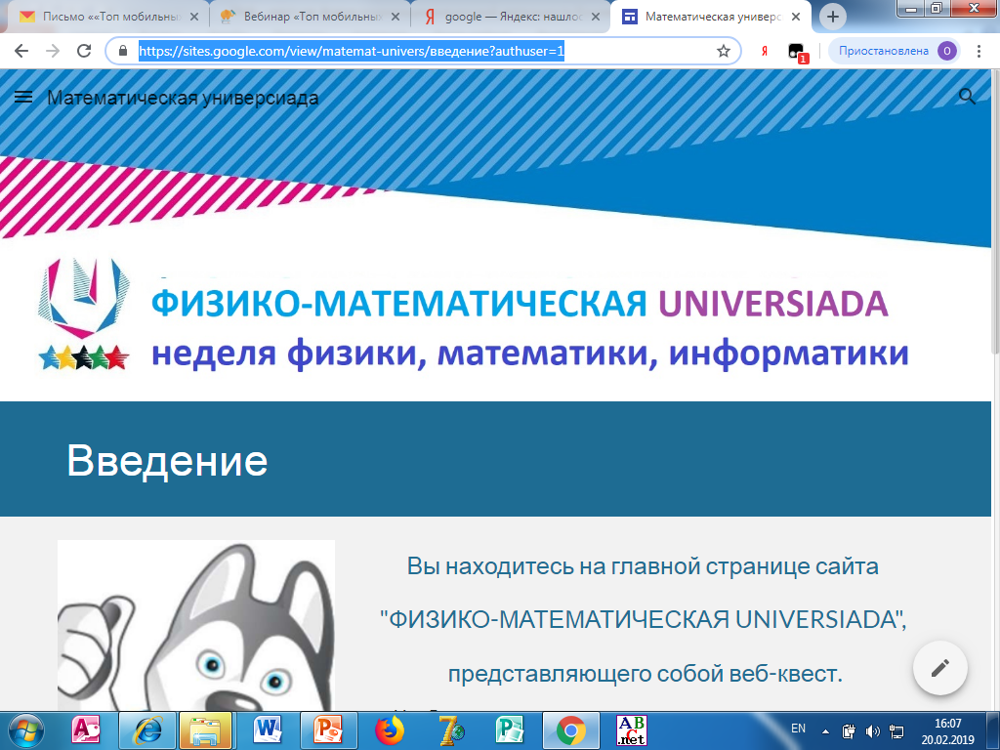 Письмо ««Топ мобильны
Вебинар «Топ мобильны
google — Яндекс: нашлос
Математическая универс
https://sites.google.com/view/matemat-univers/введение?authuser=1
Я
1
Приостановлена
O
Математическая универсиада
ФИЗИКО-МАТЕМАТИЧЕСКАЯ UNIVERSIADA
неделя физики, математики, информатики
Введение
Вы находитесь на главной странице сайта
"ФИЗИКО-МАТЕМАТИЧЕСКАЯ UNIVERSIADA",
представляющего собой веб-квест.
ABC
.net
EN
16:07
20.02.2019